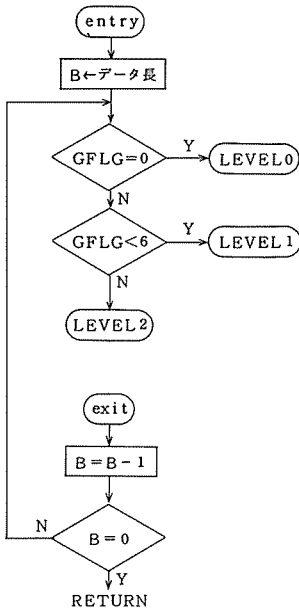 entry
B←データ長
GFLG=0
Y
LEVEL0
N
GFLG<6
Y
LEVEL1
N
LEVEL2
exit
B=B-1
N
B=0
Y
RETURN